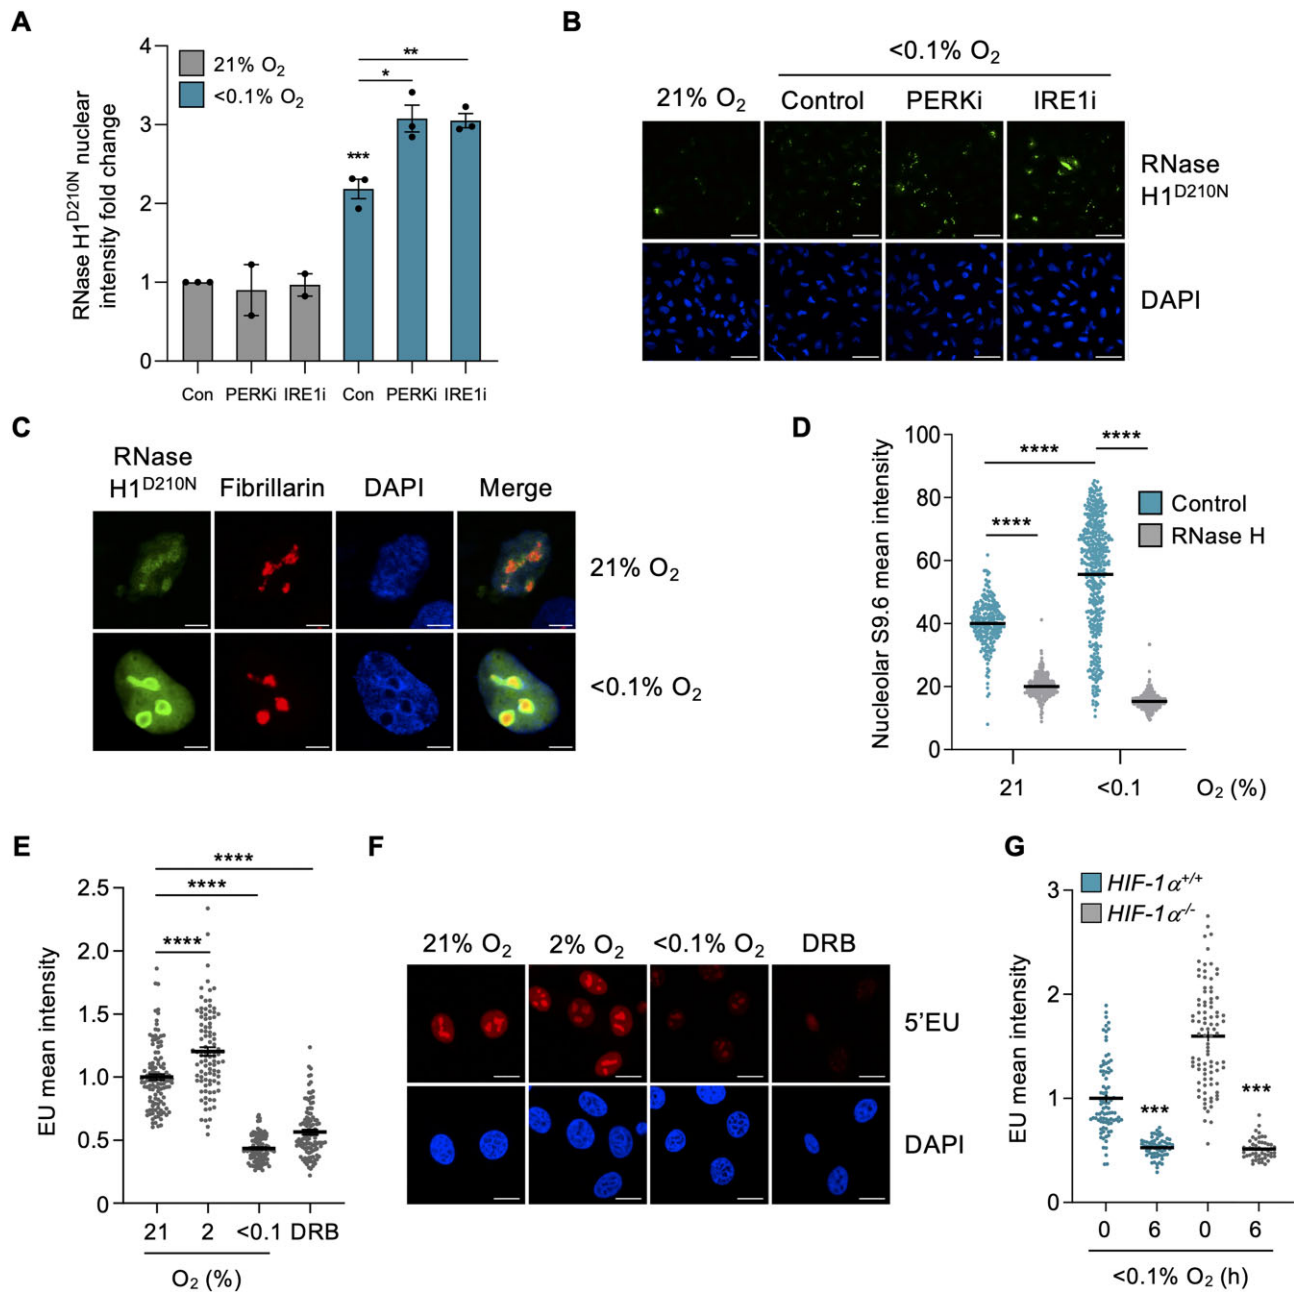 A
RNase H1D210N nuclear
intensity fold change
4
3
2
1
0
21% O2
<0.1% O2
***
*
**
Con PERKi IRE1i Con PERKi IRE1i
B
<0.1% O2
21% O2 Control PERKi IRE1i
RNase
H1D210N
DAPI
C
RNase
H1D210N Fibrillarin DAPI Merge
21% O2
<0.1% O2
D
Nucleolar S9.6 mean intensity
100
80
60
40
20
0
**** ****
****
Control
RNase H
21 <0.1 O2 (%)
E
EU mean intensity
2.5
2.0
1.5
1.0
0.5
0
****
****
****
21 2 <0.1 DRB
O2 (%)
F
21% O2 2% O2 <0.1% O2 DRB
5'EU
DAPI
G
HIF-1α+/+
HIF-1α-/-
EU mean intensity
3
2
1
0
*** ***
0 6 0 6
<0.1% O2 (h)